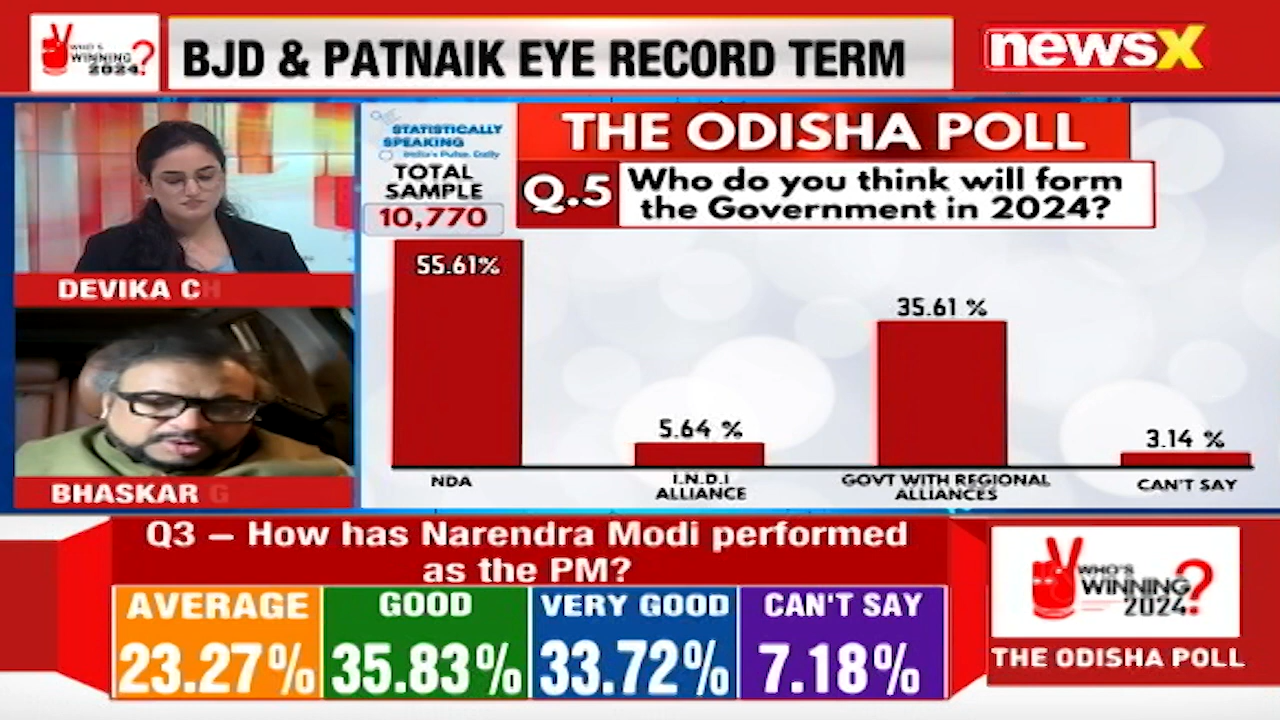 WHO'S
WINNING
2024?
BJD & PATNAIK EYE RECORD TERM
newsX
STATISTICALLY
SPEAKING
India's Pulse, Daily
TOTAL
SAMPLE
10,770
THE ODISHA POLL
Q.5
Who do you think will form
the Government in 2024?
DEVIKA C
BHASKAR G
55.61%
5.64 %
35.61 %
3.14 %
NDA
I.N.D.I
ALLIANCE
GOVT WITH REGIONAL
ALLIANCES
CAN'T SAY
Q3 – How has Narendra Modi performed
as the PM?
AVERAGE
23.27%
GOOD
35.83%
VERY GOOD
33.72%
CAN'T SAY
7.18%
WHO'S
WINNING
2024?
THE ODISHA POLL